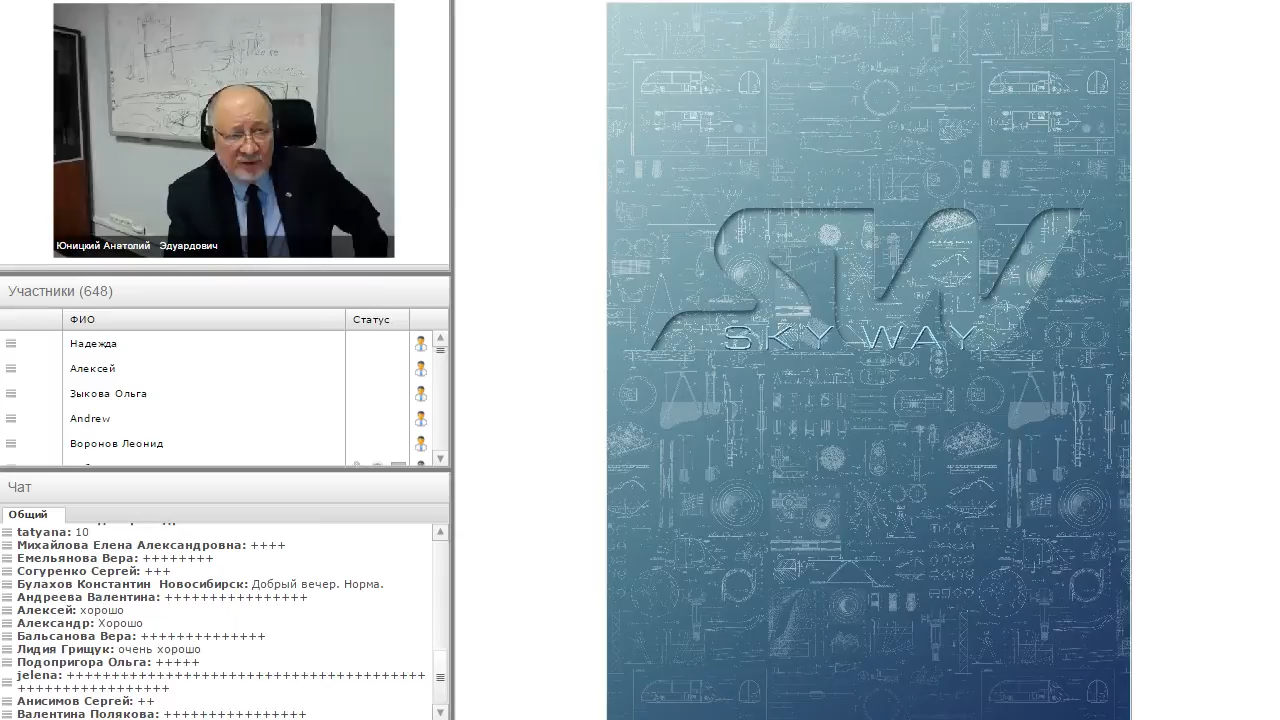 Юницкий Анатолий Эдуардович
Участники (648)
ФИО
Статус
Надежда
Алексей
Зыкова Ольга
Andrew
Воронов Леонид
Чат
Общий
tatyana: 10
Михайлова Елена Александровна: ++++
Емельянова Вера: ++++++++
Согуренко Сергей: +++
Булахов Константин Новосибирск: Добрый вечер. Норма.
Андреева Валентина: ++++++++++++++++
Алексей: хорошо
Александр: Хорошо
Бальсанова Вера: ++++++++++++++
Лидия Грищук: очень хорошо
Подопригора Ольга: +++++
jelena: ++++++++++++++++++++++++++++++++++++++++
+++++++++++++++++
Анисимов Сергей: ++
Валентина Полякова: ++++++++++++++++
SW
SKY WAY